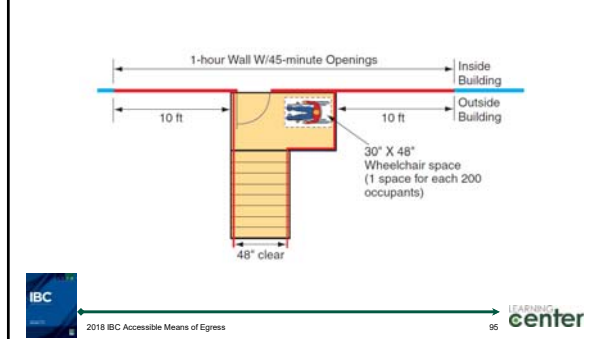 1-hour Wall W/45-minute Openings
Inside
Building
Outside
Building
10 ft
10 ft
30" X 48"
Wheelchair space
(1 space for each 200
occupants)
48" clear
IBC
2018 IBC Accessible Means of Egress
95
LEARNING
center